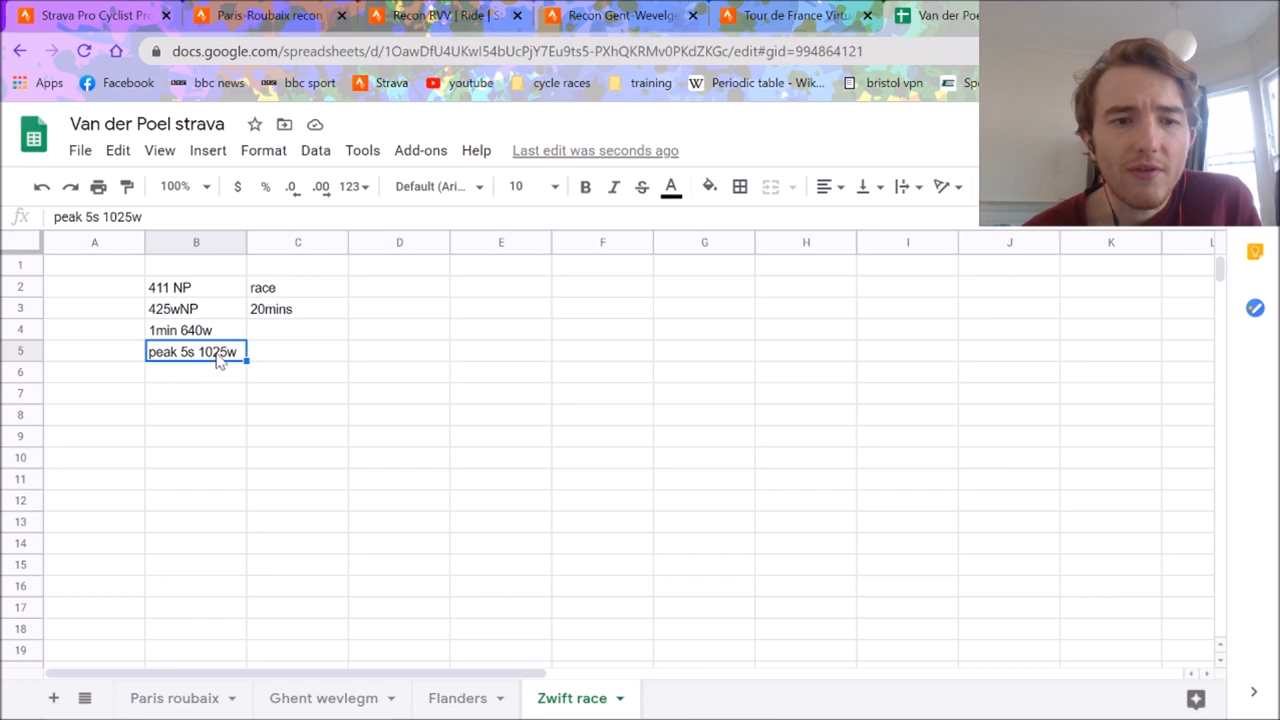 Strava Pro Cyclist Pro
Paris-Roubaix recon
Recon RVV | Ride | S
Recon Gent-Wevelge
Tour de France Virtu
Van der Poe
docs.google.com/spreadsheets/d/1OawDfU4UKwI54bUcPjY7Eu9ts5-PXhQKRMv0PKdZKGc/edit#gid=994864121
Apps
Facebook
bbc news
bbc sport
Strava
youtube
cycle races
training
Periodic table - Wik...
bristol vpn
Sp
Van der Poel strava
File Edit View Insert Format Data Tools Add-ons Help Last edit was seconds ago
100% $ % .0 .00 123 Default (Ari... 10 B I S A
fx peak 5s 1025w
A B C D E F G H I J K L
1
2 411 NP race
3 425wNP 20mins
4 1min 640w
5 peak 5s 1025w
6
7
8
9
10
11
12
13
14
15
16
17
18
19
Paris roubaix
Ghent wevlegm
Flanders
Zwift race